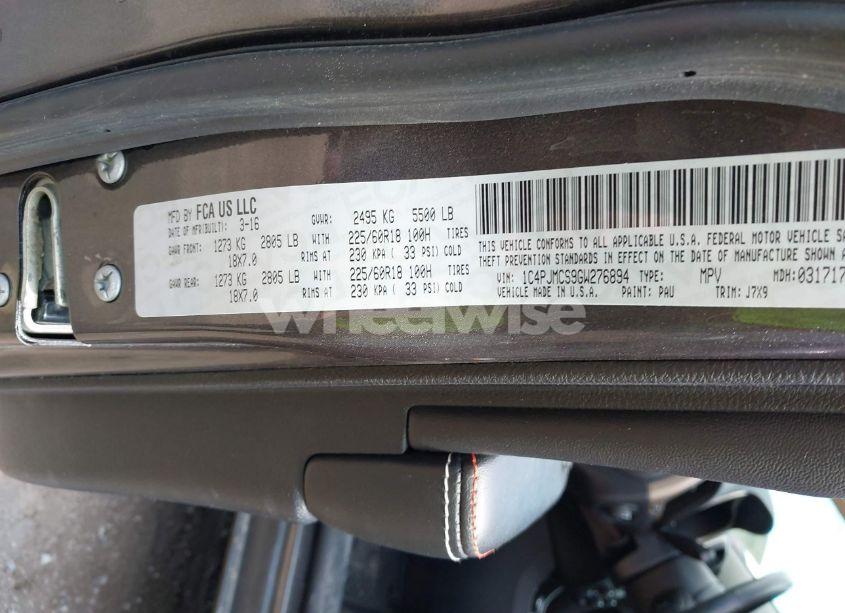 MFD BY FCA US LLC
DATE OF MFR(BUILT): 3-16 GVWR: 2495 KG 5500 LB
GAWR FRONT: 1273 KG 2805 LB WITH 225/60R18 100H TIRES
18X7.0 RIMS AT 230 KPA ( 33 PSI) COLD
GAWR REAR: 1273 KG 2805 LB WITH 225/60R18 100H TIRES
18X7.0 RIMS AT 230 KPA ( 33 PSI) COLD
THIS VEHICLE CONFORMS TO ALL APPLICABLE U.S.A. FEDERAL MOTOR VEHICLE
THEFT PREVENTION STANDARDS IN EFFECT ON THE DATE OF MANUFACTURE
VIN: 1C4PJMCS9GW276894 TYPE: MPV MDH: 031717
VEHICLE MADE IN U.S.A. PAINT: PAU TRIM: J7X9
wheelwise